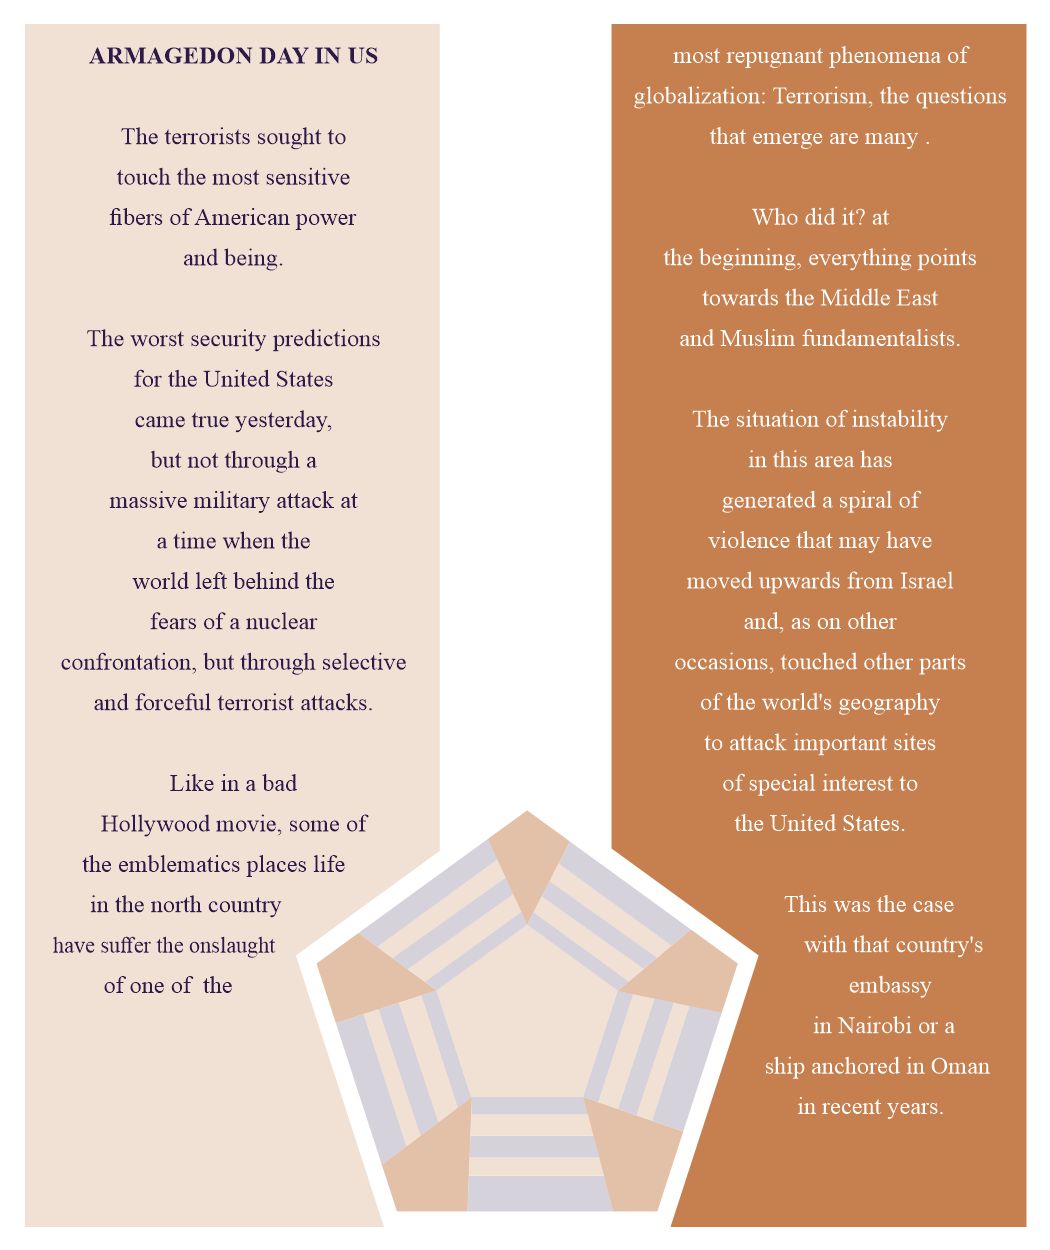 ARMAGEDON DAY IN US
The terrorists sought to
touch the most sensitive
fibers of American power
and being.
The worst security predictions
for the United States
came true yesterday,
but not through a
massive military attack at
a time when the
world left behind the
fears of a nuclear
confrontation, but through selective
and forceful terrorist attacks.
Like in a bad
Hollywood movie, some of
the emblematics places life
in the north country
have suffer the onslaught
of one of the
most repugnant phenomena of
globalization: Terrorism, the questions
that emerge are many .
Who did it? at
the beginning, everything points
towards the Middle East
and Muslim fundamentalists.
The situation of instability
in this area has
generated a spiral of
violence that may have
moved upwards from Israel
and, as on other
occasions, touched other parts
of the world's geography
to attack important sites
of special interest to
the United States.
This was the case
with that country's
embassy
in Nairobi or a
ship anchored in Oman
in recent years.